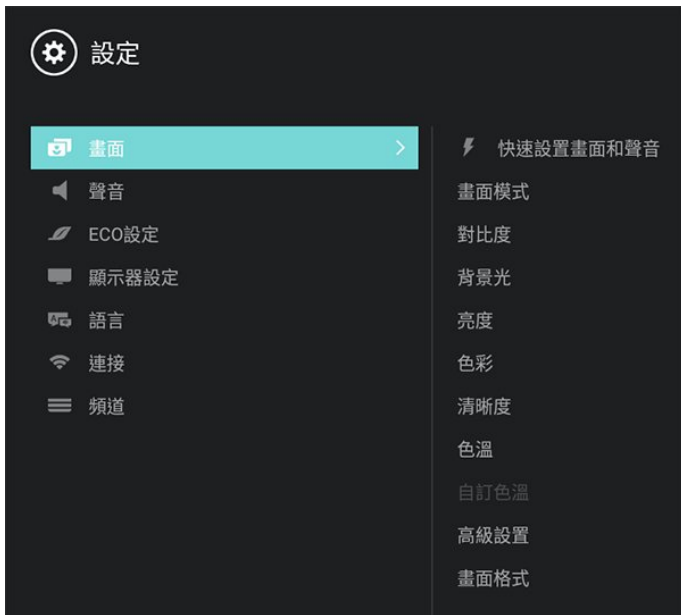 設定
畫面
聲音
ECO設定
顯示器設定
語言
連接
頻道
快速設置畫面和聲音
畫面模式
對比度
背景光
亮度
色彩
清晰度
色溫
自訂色溫
高級設置
畫面格式